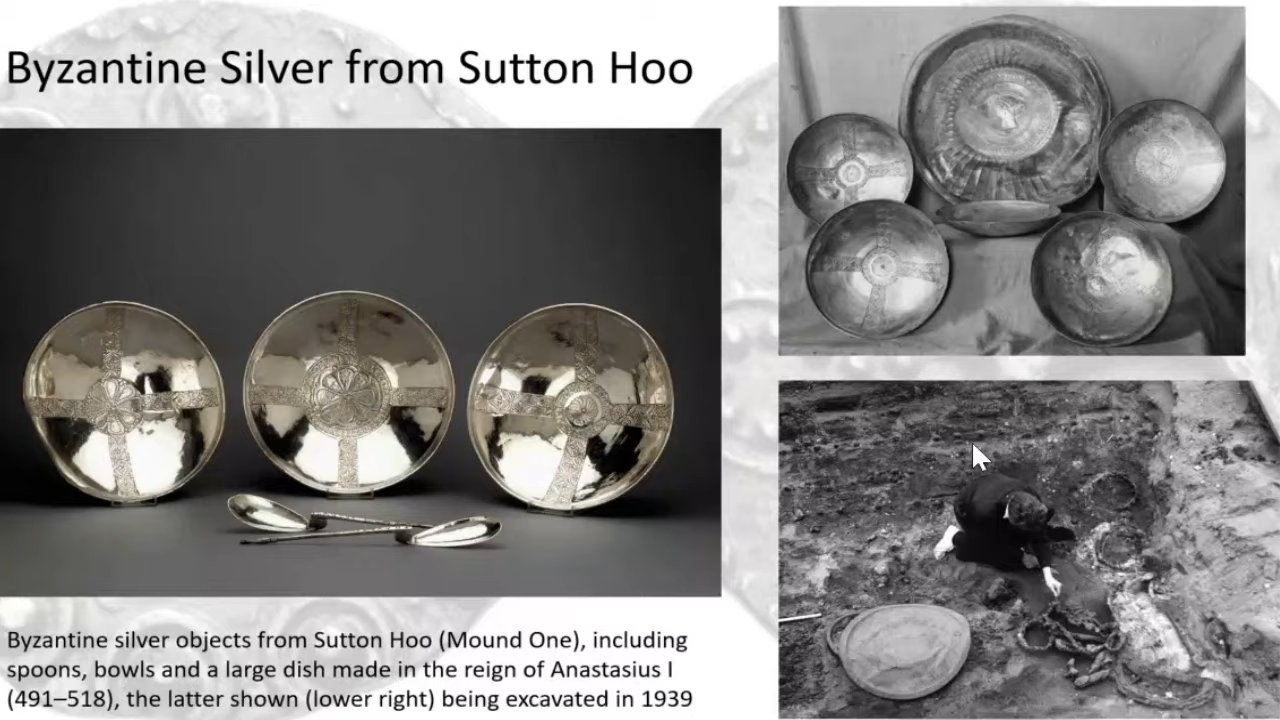 Byzantine Silver from Sutton Hoo
Byzantine silver objects from Sutton Hoo (Mound One), including
spoons, bowls and a large dish made in the reign of Anastasius I
(491–518), the latter shown (lower right) being excavated in 1939